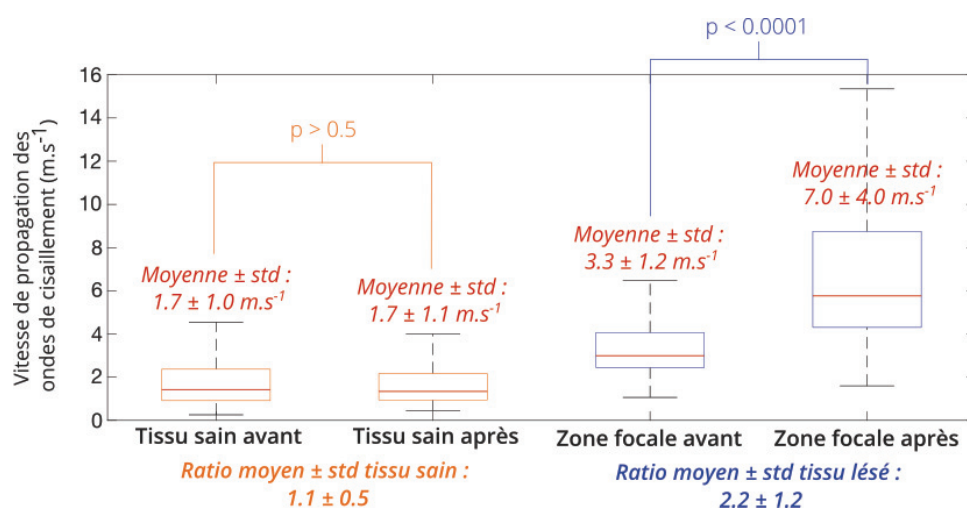 p < 0.0001
Vitesse de propagation des
ondes de cisaillement (m.s⁻¹)
16
14
12
10
8
6
4
2
0
p > 0.5
Moyenne ± std :
1.7 ± 1.0 m.s⁻¹
Moyenne ± std :
1.7 ± 1.1 m.s⁻¹
Moyenne ± std :
3.3 ± 1.2 m.s⁻¹
Moyenne ± std :
7.0 ± 4.0 m.s⁻¹
Tissu sain avant
Tissu sain après
Zone focale avant
Zone focale après
Ratio moyen ± std tissu sain :
1.1 ± 0.5
Ratio moyen ± std tissu lésé :
2.2 ± 1.2